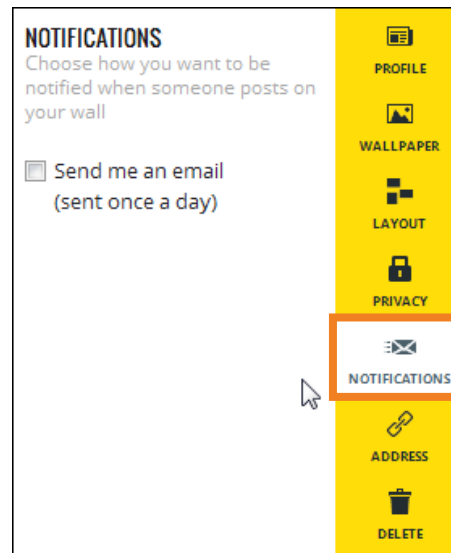 NOTIFICATIONS
Choose how you want to be
notified when someone posts on
your wall
Send me an email
(sent once a day)
PROFILE
WALLPAPER
LAYOUT
PRIVACY
NOTIFICATIONS
ADDRESS
DELETE